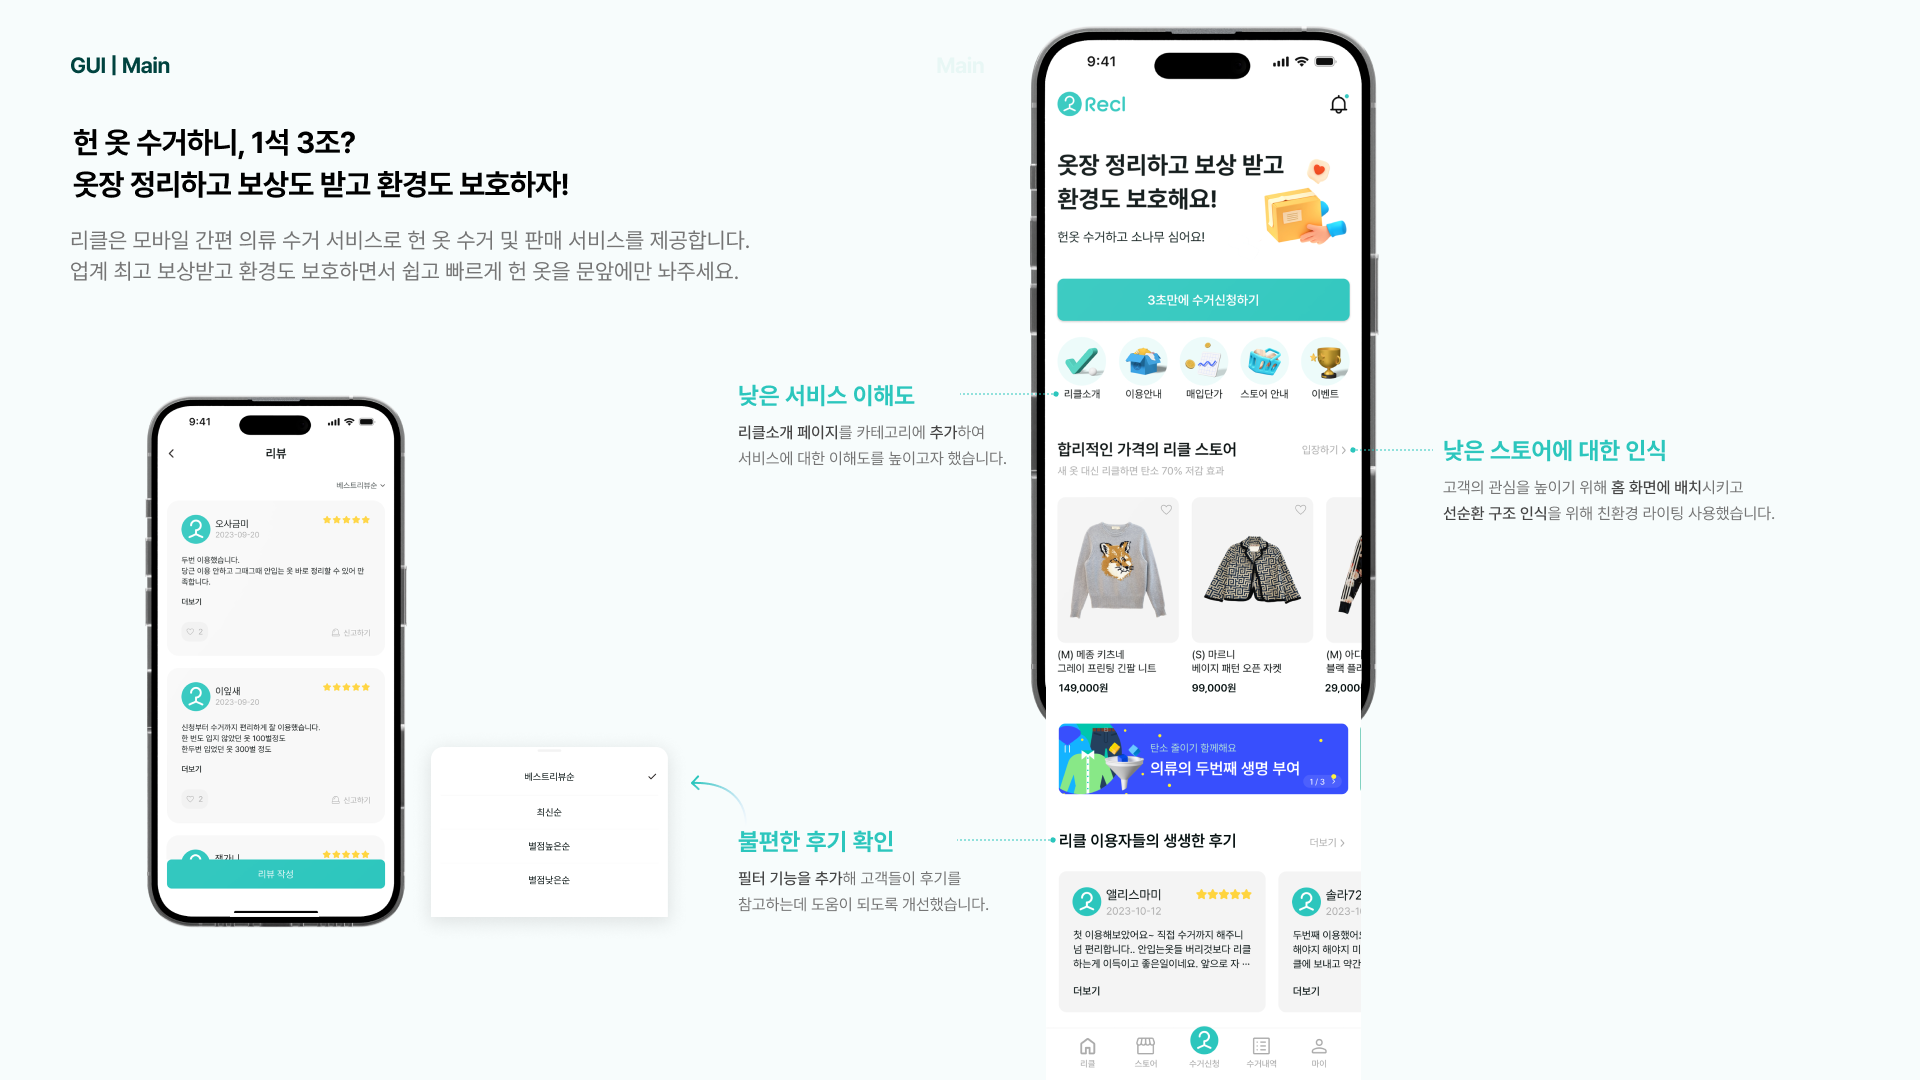 GUI | Main
Main
헌 옷 수거하니, 1석 3조?
옷장 정리하고 보상도 받고 환경도 보호하자!
리클은 모바일 간편 의류 수거 서비스로 헌 옷 수거 및 판매 서비스를 제공합니다.
업계 최고 보상받고 환경도 보호하면서 쉽고 빠르게 헌 옷을 문앞에만 놔주세요.
9:41
리뷰
베스트리뷰순
오사금미
2023-09-20
두번 이용했습니다.
당근 이용 안하고 그때그때 안입는 옷 바로 정리할 수 있어 만
족합니다.
더보기
2
신고하기
이잎새
2023-09-20
신청부터 수거까지 편리하게 잘 이용했습니다.
한 번도 입지 않았던 옷 100벌정도
한두번 입었던 옷 300벌 정도
더보기
2
신고하기
리뷰 작성
베스트리뷰순
최신순
별점높은순
별점낮은순
낮은 서비스 이해도
리클소개 페이지를 카테고리에 추가하여
서비스에 대한 이해도를 높이고자 했습니다.
불편한 후기 확인
필터 기능을 추가해 고객들이 후기를
참고하는데 도움이 되도록 개선했습니다.
9:41
Recl
옷장 정리하고 보상 받고
환경도 보호해요!
헌옷 수거하고 소나무 심어요!
3초만에 수거신청하기
리클소개
이용안내
매입단가
스토어 안내
이벤트
합리적인 가격의 리클 스토어
입장하기
새 옷 대신 리클하면 탄소 70% 저감 효과
(M) 메종 키츠네
그레이 프린팅 긴팔 니트
149,000원
(S) 마르니
베이지 패턴 오픈 자켓
99,000원
(M) 아디
블랙 플라
29,000원
탄소 줄이기 함께해요
의류의 두번째 생명 부여
1 / 3
리클 이용자들의 생생한 후기
더보기
앨리스마미
2023-10-12
첫 이용해보았어요~ 직접 수거까지 해주니
넘 편리합니다.. 안입는옷들 버리것보다 리클
하는게 이득이고 좋은일이네요. 앞으로 자 ···
더보기
솔라72
2023-1
두번째 이용했어요
해야지 해야지 미
클에 보내고 약간
더보기
리클
스토어
수거신청
수거내역
마이
낮은 스토어에 대한 인식
고객의 관심을 높이기 위해 홈 화면에 배치시키고
선순환 구조 인식을 위해 친환경 라이팅 사용했습니다.